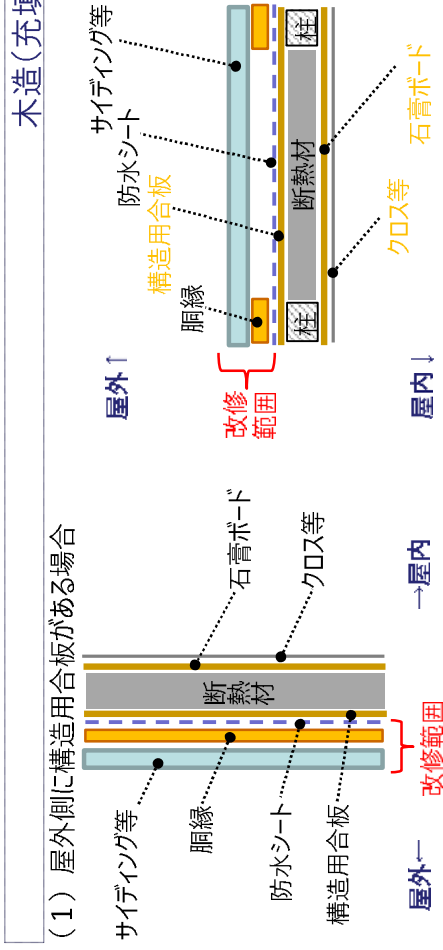 木造（充填
（１）屋外側に構造用合板がある場合
サイディング等
胴縁
防水シート
構造用合板
断熱材
石膏ボード
クロス等
屋外←
改修範囲
→屋内
屋外↑
改修
範囲
胴縁
構造用合板
防水シート
サイディング等
柱
断熱材
柱
クロス等
石膏ボード
屋内↓